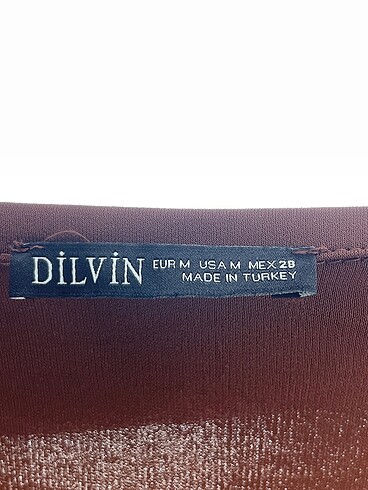 DİLVİN
EUR M USA M MEX 28
MADE IN TURKEY